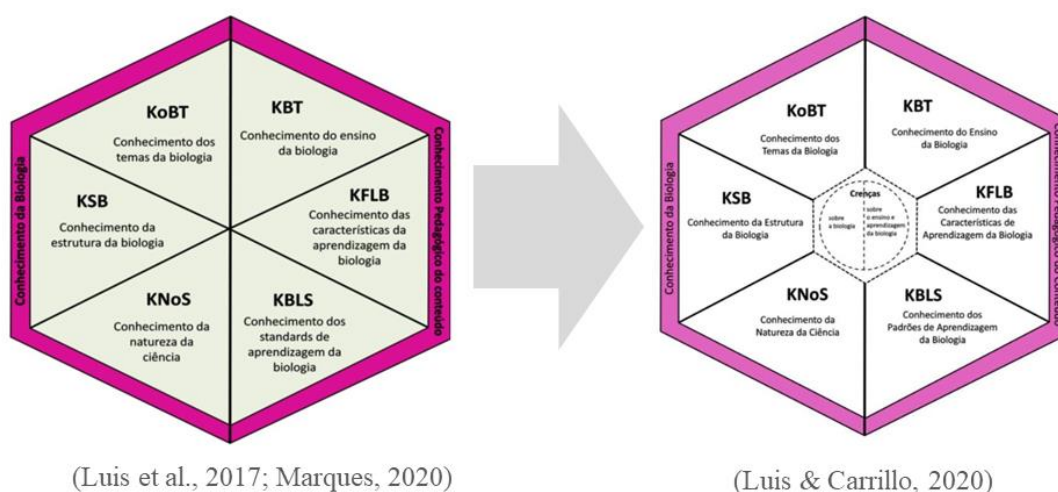 KoBT
Conhecimento dos
temas da biologia
KBT
Conhecimento do ensino
da biologia
KSB
Conhecimento da
estrutura da biologia
KFLB
Conhecimento das
características da
aprendizagem da
biologia
KNoS
Conhecimento da
natureza da
ciência
KBLS
Conhecimento dos
standards de
aprendizagem da
biologia
Conhecimento da Biologia
Conhecimento Pedagógico do conteúdo
(Luis et al., 2017; Marques, 2020)
KoBT
Conhecimento dos
Temas da Biologia
KBT
Conhecimento do Ensino
da Biologia
KSB
Conhecimento da Estrutura
da Biologia
Crenças
sobre
a biologia
sobre
o ensino e
aprendizagem
da biologia
KFLB
Conhecimento das
Características de
Aprendizagem da Biologia
KNoS
Conhecimento da
Natureza da Ciência
KBLS
Conhecimento dos
Padrões de Aprendizagem
da Biologia
Conhecimento da Biologia
(Luis & Carrillo, 2020)